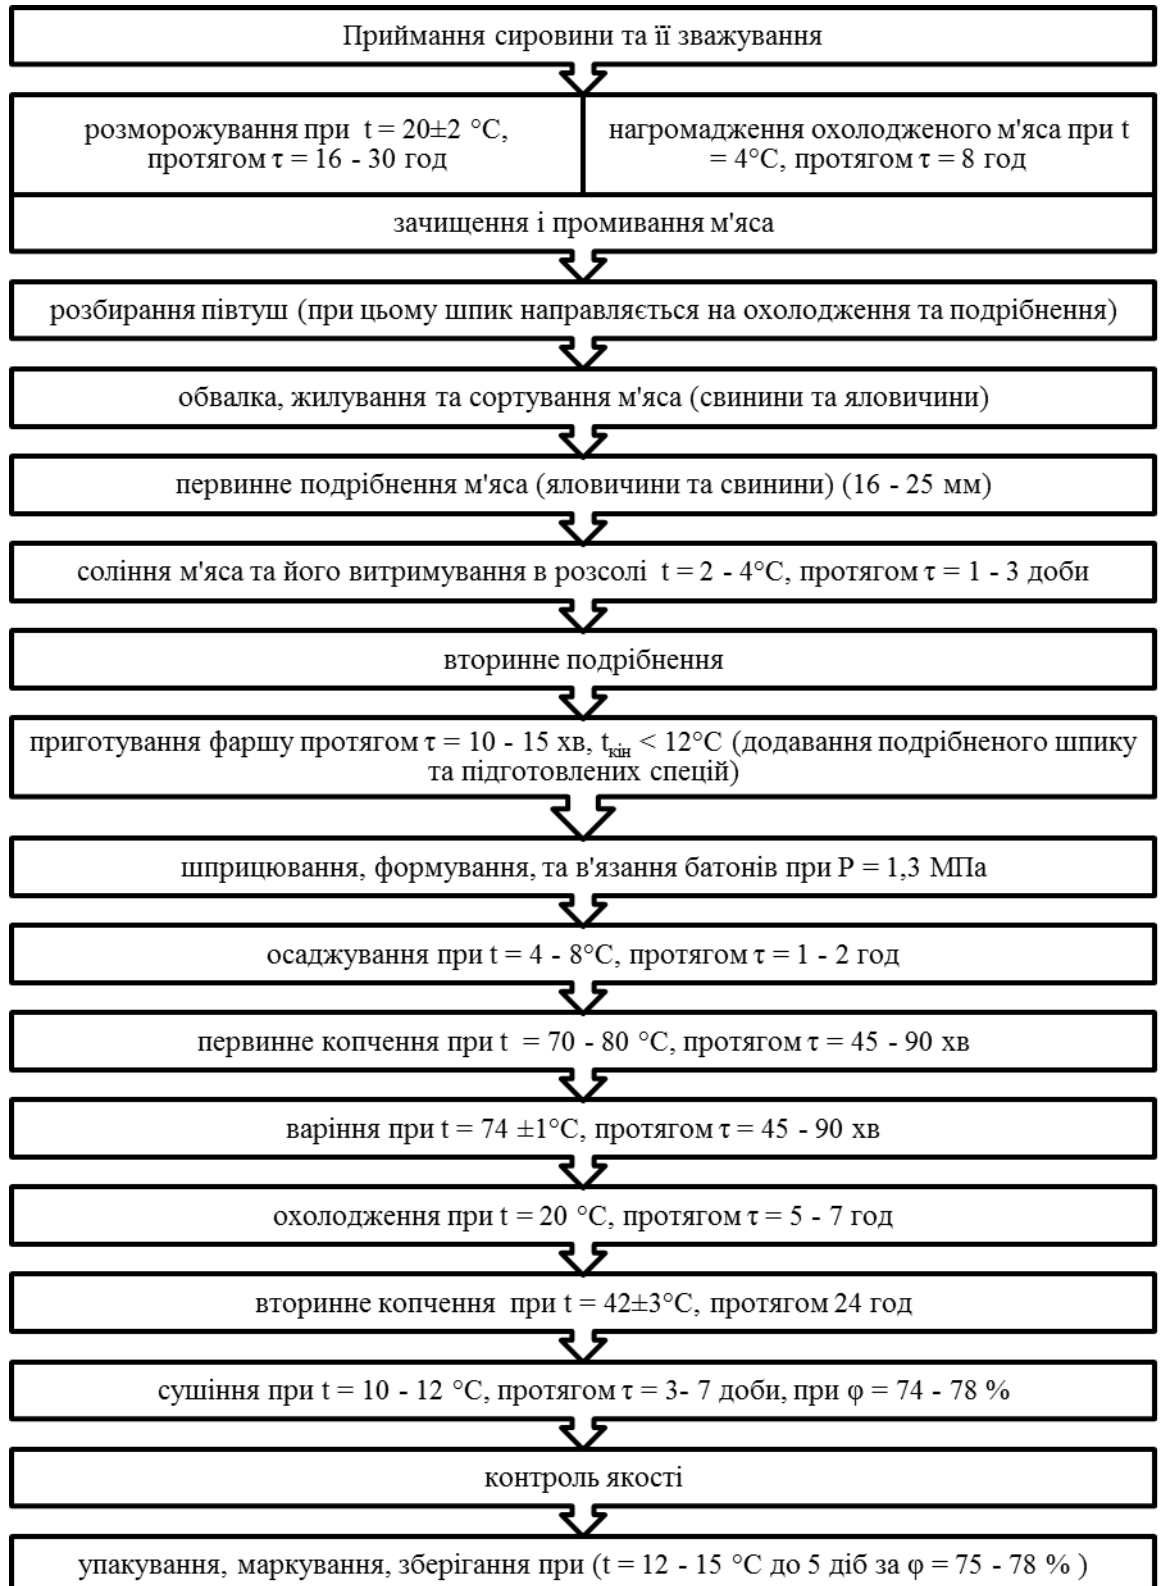 Приймання сировини та її зважування
розморожування при t = 20±2 °С,
протягом τ = 16 - 30 год
нагромадження охолодженого м'яса при t
= 4°С, протягом τ = 8 год
зачищення і промивання м'яса
розбирання півтуш (при цьому шпик направляється на охолодження та подрібнення)
обвалка, жилування та сортування м'яса (свинини та яловичини)
первинне подрібнення м'яса (яловичини та свинини) (16 - 25 мм)
соління м'яса та його витримування в розсолі t = 2 - 4°С, протягом τ = 1 - 3 доби
вторинне подрібнення
приготування фаршу протягом τ = 10 - 15 хв, tкін < 12°С (додавання подрібненого шпику
та підготовлених спецій)
шприцювання, формування, та в'язання батонів при Р = 1,3 МПа
осаджування при t = 4 - 8°С, протягом τ = 1 - 2 год
первинне копчення при t = 70 - 80 °С, протягом τ = 45 - 90 хв
варіння при t = 74 ±1°С, протягом τ = 45 - 90 хв
охолодження при t = 20 °С, протягом τ = 5 - 7 год
вторинне копчення при t = 42±3°С, протягом 24 год
сушіння при t = 10 - 12 °С, протягом τ = 3- 7 доби, при φ = 74 - 78 %
контроль якості
упакування, маркування, зберігання при (t = 12 - 15 °С до 5 діб за φ = 75 - 78 % )